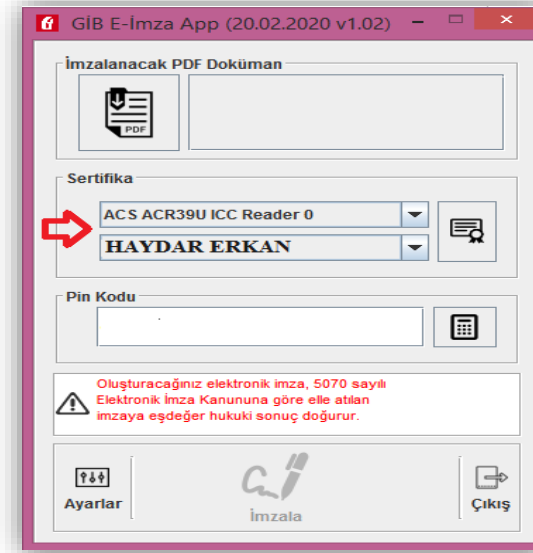 GİB E-İmza App (20.02.2020 v1.02)
İmzalanacak PDF Doküman
PDF
Sertifika
ACS ACR39U ICC Reader 0
HAYDAR ERKAN
Pin Kodu
Oluşturacağınız elektronik imza, 5070 sayılı
Elektronik İmza Kanununa göre elle atılan
imzaya eşdeğer hukuki sonuç doğurur.
Ayarlar
İmzala
Çıkış